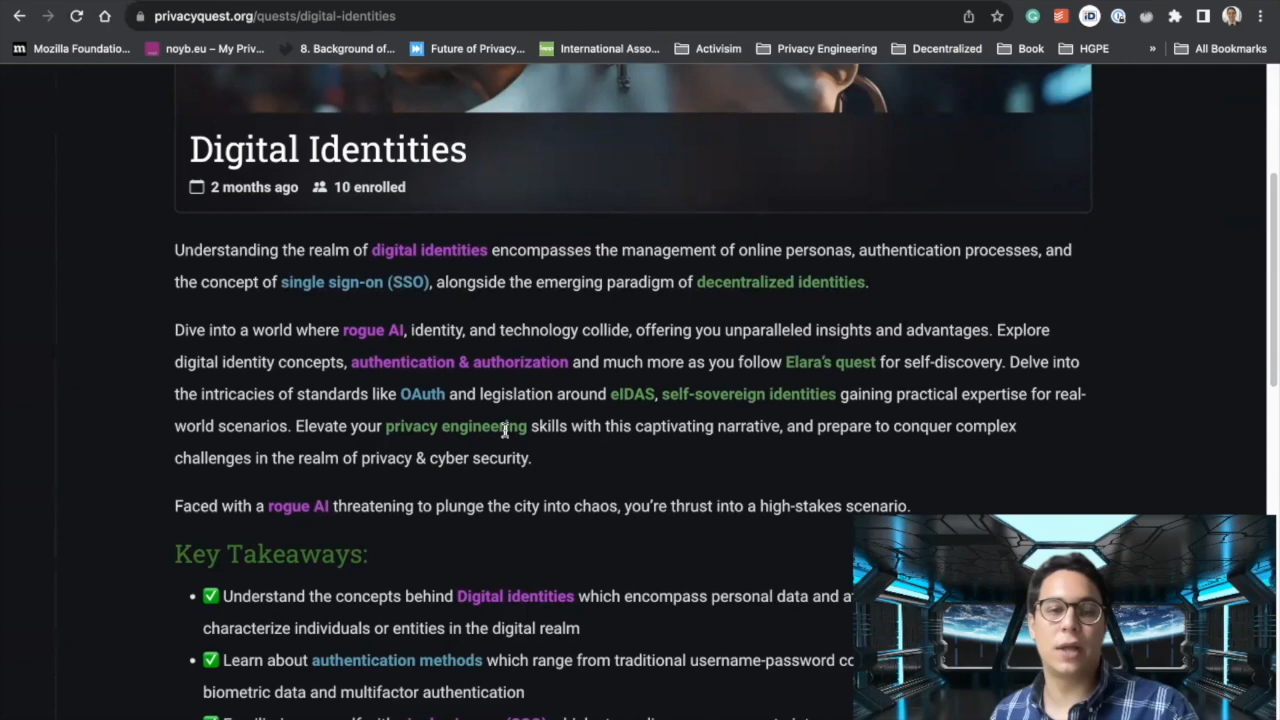 privacyquest.org/quests/digital-identities
Mozilla Foundatio... noyb.eu – My Priv... 8. Background of... Future of Privacy... International Asso... Activisim Privacy Engineering Decentralized Book HGPE » All Bookmarks
Digital Identities
2 months ago 10 enrolled
Understanding the realm of digital identities encompasses the management of online personas, authentication processes, and
the concept of single sign-on (SSO), alongside the emerging paradigm of decentralized identities.
Dive into a world where rogue AI, identity, and technology collide, offering you unparalleled insights and advantages. Explore
digital identity concepts, authentication & authorization and much more as you follow Elara's quest for self-discovery. Delve into
the intricacies of standards like OAuth and legislation around eIDAS, self-sovereign identities gaining practical expertise for real-
world scenarios. Elevate your privacy engineering skills with this captivating narrative, and prepare to conquer complex
challenges in the realm of privacy & cyber security.
Faced with a rogue AI threatening to plunge the city into chaos, you're thrust into a high-stakes scenario.
Key Takeaways:
• ✅ Understand the concepts behind Digital identities which encompass personal data and
characterize individuals or entities in the digital realm
• ✅ Learn about authentication methods which range from traditional username-password
biometric data and multifactor authentication